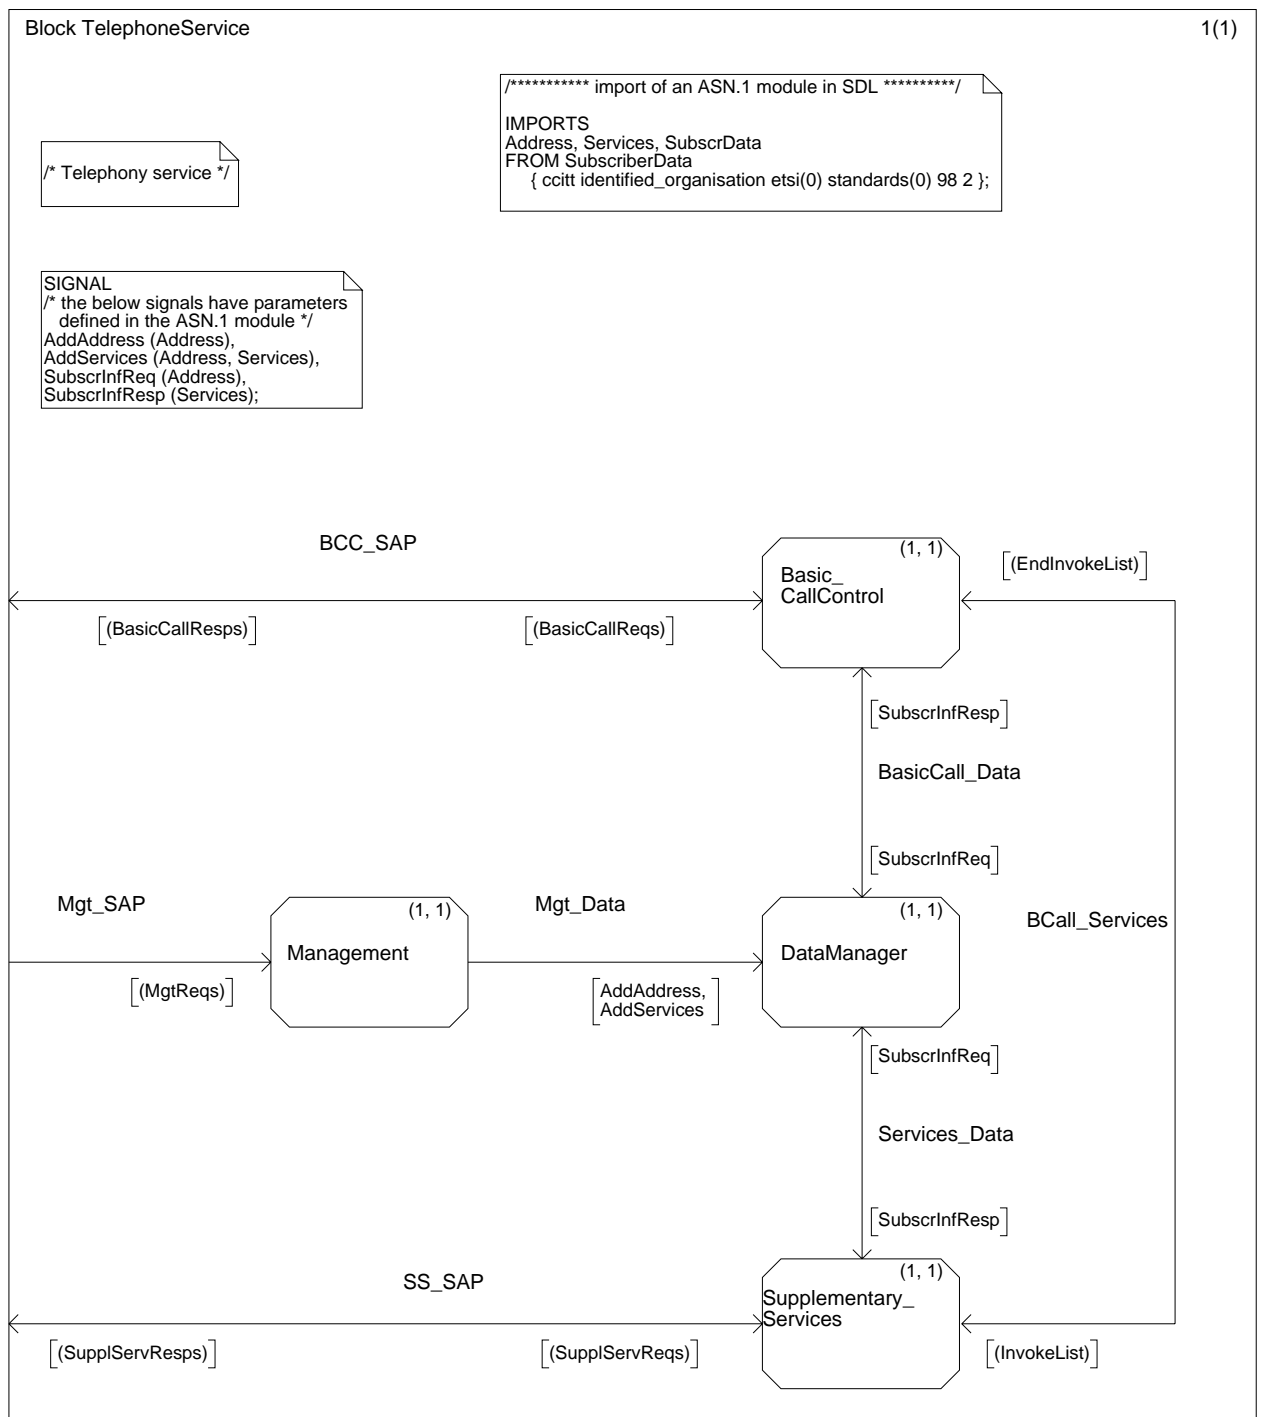 Block TelephoneService
1(1)
/*********** import of an ASN.1 module in SDL **********/
IMPORTS
Address, Services, SubscrData
FROM SubscriberData
{ ccitt identified_organisation etsi(0) standards(0) 98 2 };
/* Telephony service */
SIGNAL
/* the below signals have parameters
defined in the ASN.1 module */
AddAddress (Address),
AddServices (Address, Services),
SubscrInfReq (Address),
SubscrInfResp (Services);
BCC_SAP
(1, 1)
Basic_
CallControl
[(EndInvokeList)]
[(BasicCallResps)]
[(BasicCallReqs)]
[SubscrInfResp]
BasicCall_Data
[SubscrInfReq]
Mgt_SAP
(1, 1)
Management
Mgt_Data
(1, 1)
DataManager
BCall_Services
[(MgtReqs)]
[AddAddress,
AddServices]
[SubscrInfReq]
Services_Data
[SubscrInfResp]
SS_SAP
(1, 1)
Supplementary_
Services
[(SupplServResps)]
[(SupplServReqs)]
[(InvokeList)]